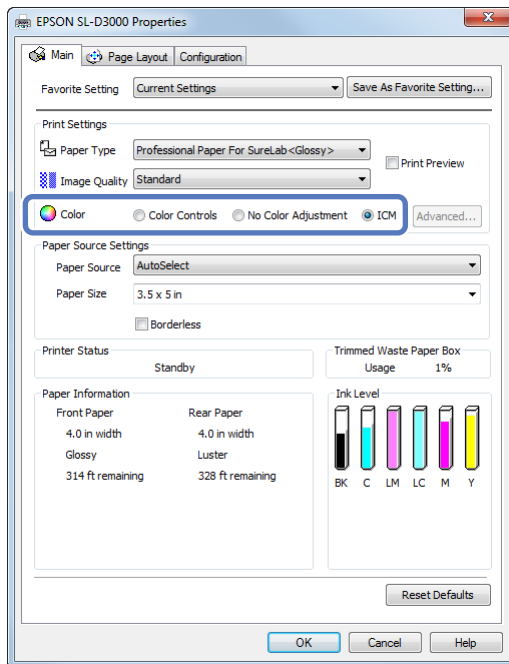 EPSON SL-D3000 Properties
Main Page Layout Configuration
Favorite Setting Current Settings Save As Favorite Setting...
Print Settings
Paper Type Professional Paper For SureLab<Glossy> Print Preview
Image Quality Standard
Color Color Controls No Color Adjustment ICM Advanced...
Paper Source Settings
Paper Source AutoSelect
Paper Size 3.5 x 5 in
Borderless
Printer Status Trimmed Waste Paper Box
Standby Usage 1%
Paper Information Ink Level
Front Paper Rear Paper
4.0 in width 4.0 in width
Glossy Luster
314 ft remaining 328 ft remaining
BK C LM LC M Y
Reset Defaults
OK Cancel Help